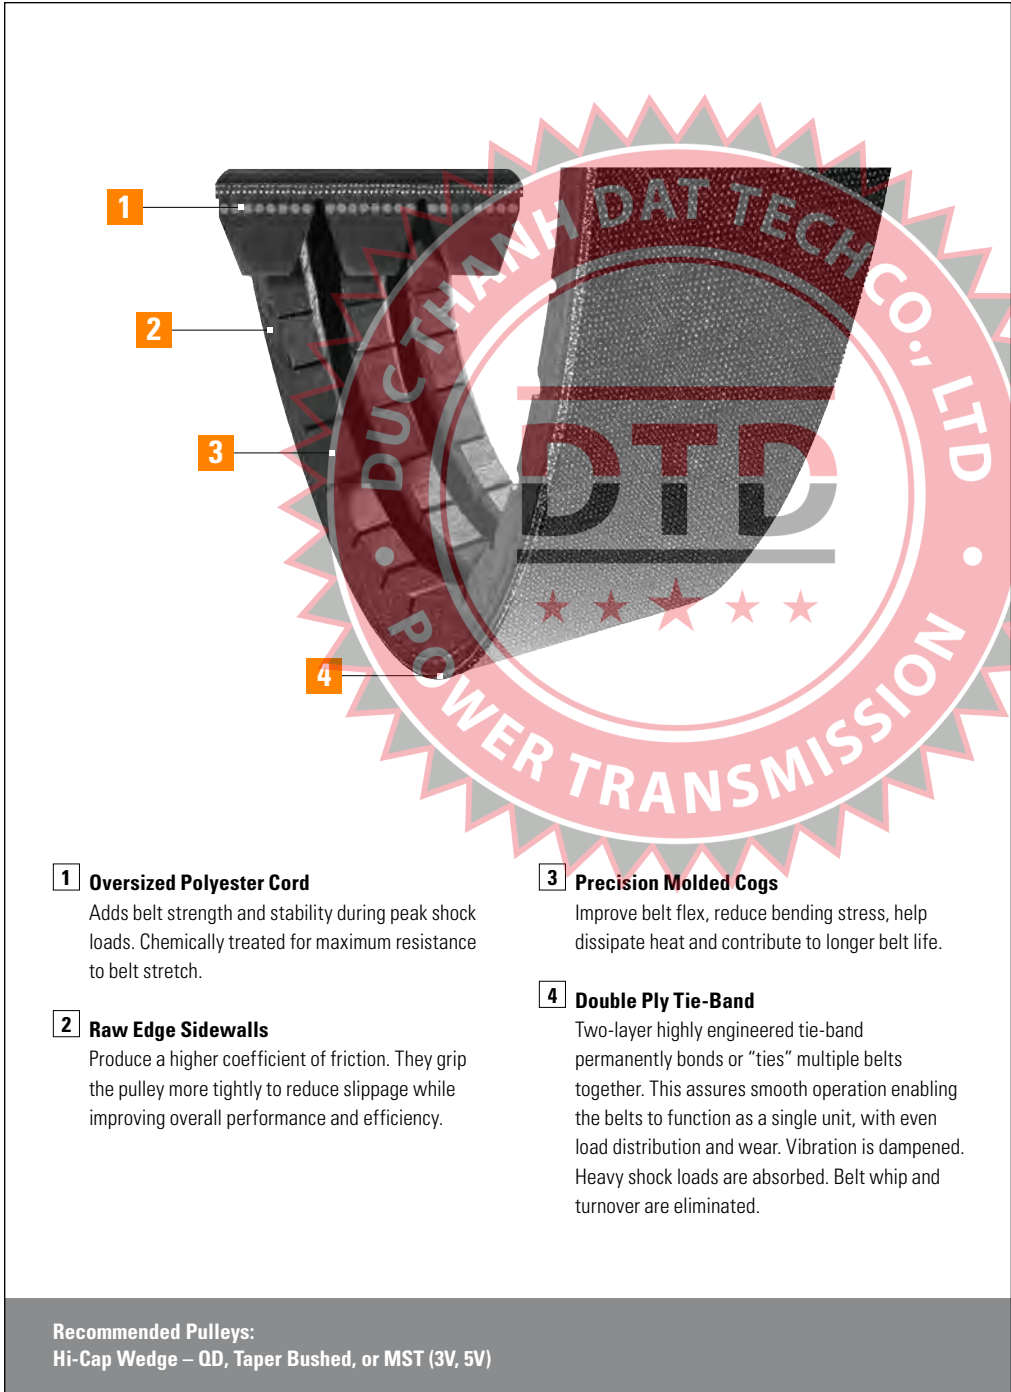 1
2
3
4
DUC THANH DAT TECH CO., LTD
DTD
• POWER TRANSMISSION •
1 Oversized Polyester Cord
Adds belt strength and stability during peak shock
loads. Chemically treated for maximum resistance
to belt stretch.
2 Raw Edge Sidewalls
Produce a higher coefficient of friction. They grip
the pulley more tightly to reduce slippage while
improving overall performance and efficiency.
3 Precision Molded Cogs
Improve belt flex, reduce bending stress, help
dissipate heat and contribute to longer belt life.
4 Double Ply Tie-Band
Two-layer highly engineered tie-band
permanently bonds or “ties” multiple belts
together. This assures smooth operation enabling
the belts to function as a single unit, with even
load distribution and wear. Vibration is dampened.
Heavy shock loads are absorbed. Belt whip and
turnover are eliminated.
Recommended Pulleys:
Hi-Cap Wedge – QD, Taper Bushed, or MST (3V, 5V)